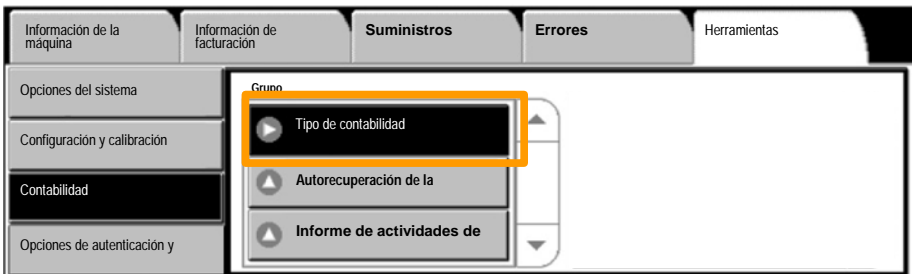 Información de la
máquina
Información de
facturación
Suministros
Errores
Herramientas
Opciones del sistema
Configuración y calibración
Contabilidad
Opciones de autenticación y
Grupo
Tipo de contabilidad
Autorecuperación de la
Informe de actividades de